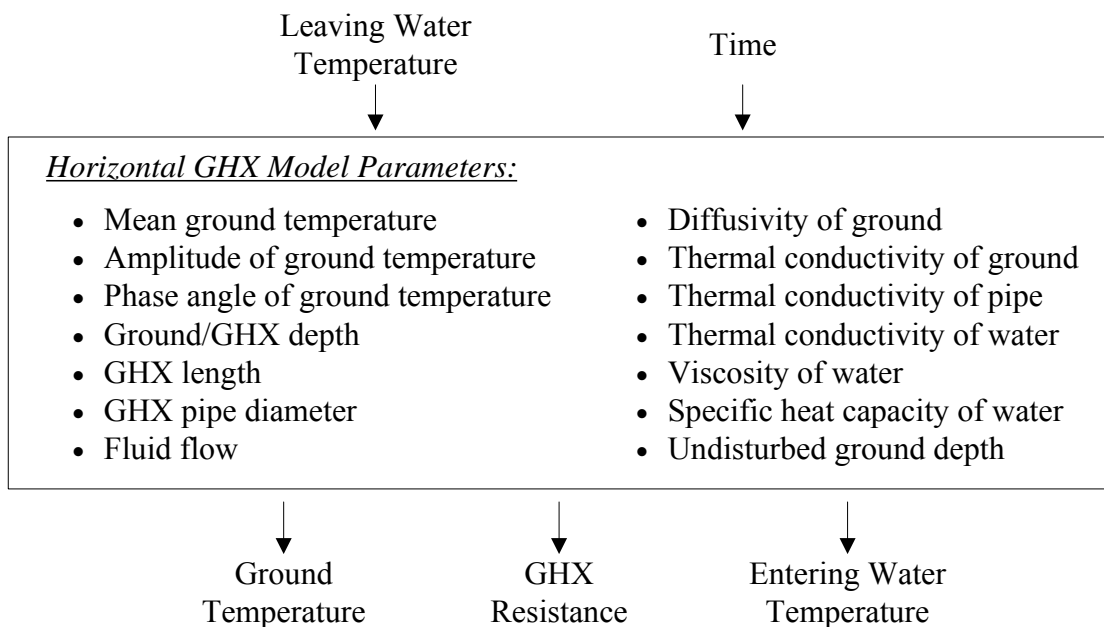 Leaving Water
Temperature
Time
Horizontal GHX Model Parameters:
• Mean ground temperature
• Amplitude of ground temperature
• Phase angle of ground temperature
• Ground/GHX depth
• GHX length
• GHX pipe diameter
• Fluid flow
• Diffusivity of ground
• Thermal conductivity of ground
• Thermal conductivity of pipe
• Thermal conductivity of water
• Viscosity of water
• Specific heat capacity of water
• Undisturbed ground depth
Ground
Temperature
GHX
Resistance
Entering Water
Temperature